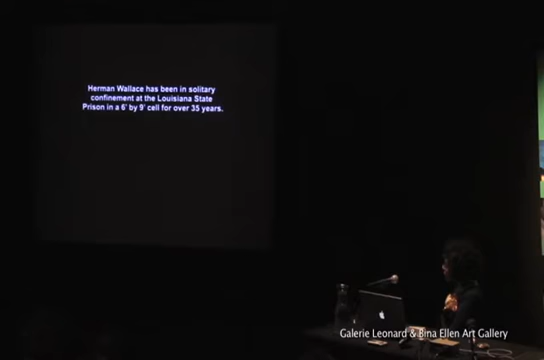 Herman Wallace has been in solitary
confinement at the Louisiana State
Prison in a 6' by 9' cell for over 35 years.
Galerie Leonard & Bina Ellen Art Gallery